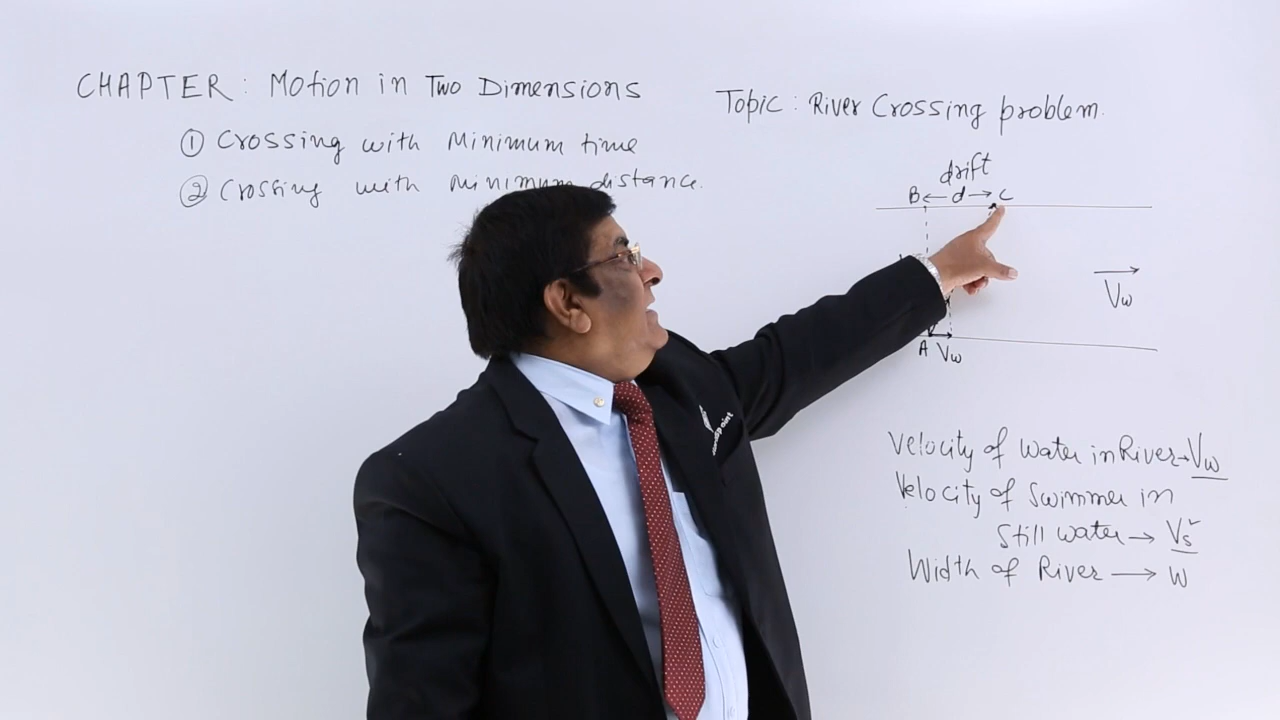 CHAPTER: Motion in Two Dimensions
① Crossing with Minimum time
② Crossing with Minimum distance.
Topic: River Crossing problem.
drift
B ← d → C
Vw
A Vw
Velocity of water in River → Vw
Velocity of Swimmer in
Still water → Vs
Width of River → W